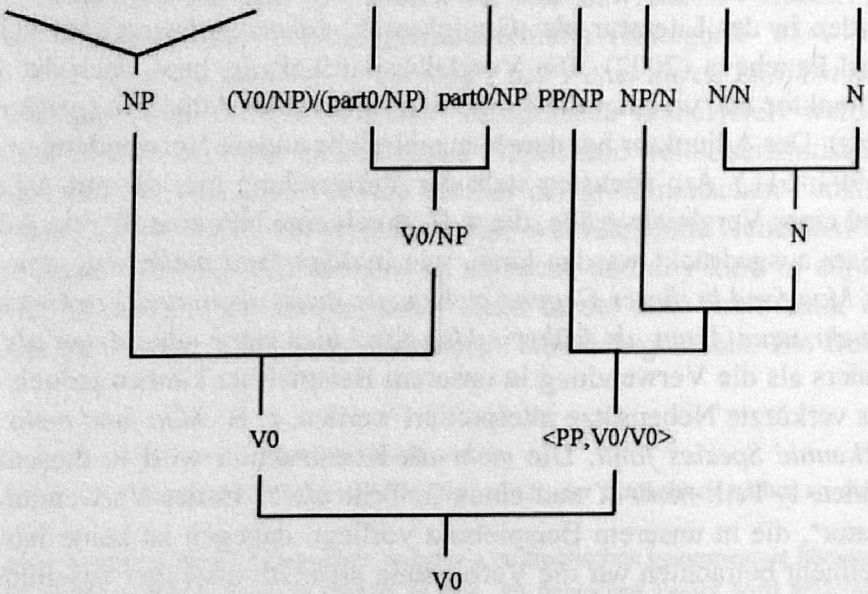 NP (V0/NP)/(part0/NP) part0/NP PP/NP NP/N N/N N
V0/NP N
V0 <PP,V0/V0>
V0